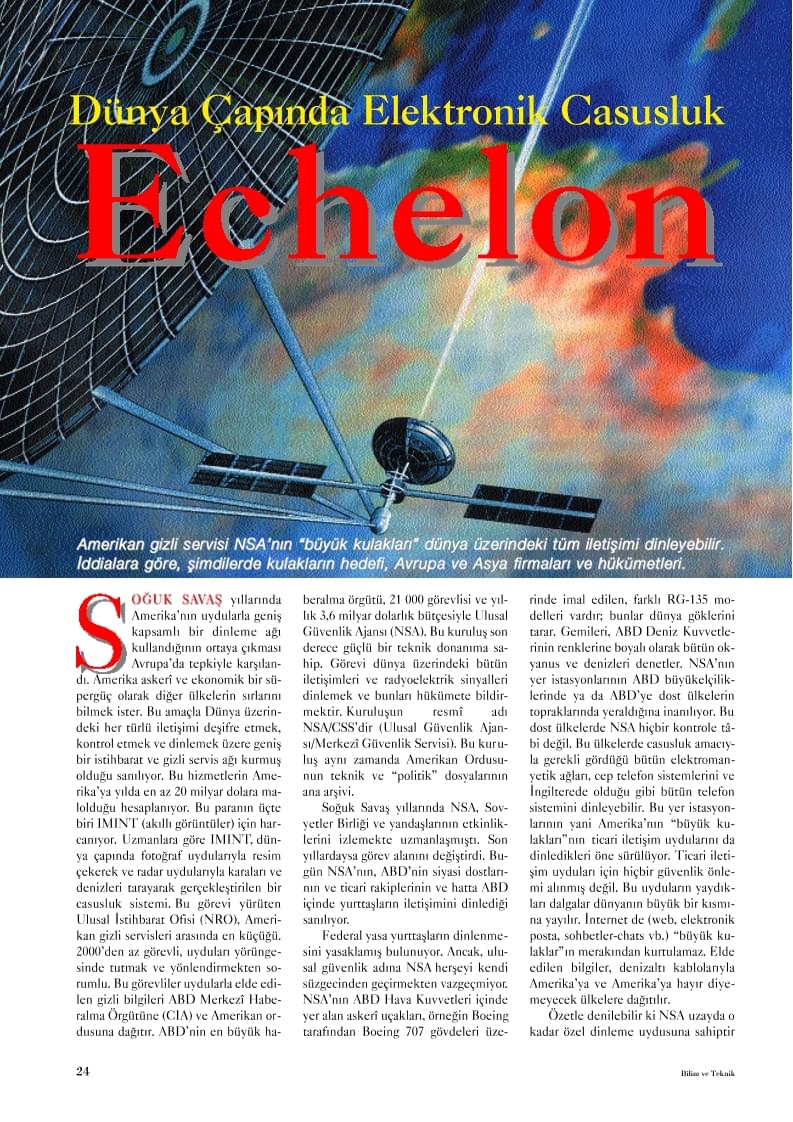 Dünya Çapında Elektronik Casusluk
Echelon
Amerikan gizli servisi NSA'nın “büyük kulakları” dünya üzerindeki tüm iletişimi dinleyebilir.
İddialara göre, şimdilerde kulakların hedefi, Avrupa ve Asya firmaları ve hükümetleri.
SOĞUK SAVAŞ yıllarında
Amerika'nın uydularla geniş
kapsamlı bir dinleme ağı
kullandığının ortaya çıkması
Avrupa'da tepkiyle karşılan-
dı. Amerika askerî ve ekonomik bir sü-
pergüç olarak diğer ülkelerin sırlarını
bilmek ister. Bu amaçla Dünya üzerin-
deki her türlü iletişimi deşifre etmek,
kontrol etmek ve dinlemek üzere geniş
bir istihbarat ve gizli servis ağı kurmuş
olduğu sanılıyor. Bu hizmetlerin Ame-
rika'ya yılda en az 20 milyar dolara ma-
lolduğu hesaplanıyor. Bu paranın üçte
biri IMINT (akıllı görüntüler) için har-
canıyor. Uzmanlara göre IMINT, dün-
ya çapında fotoğraf uydularıyla resim
çekerek ve radar uydularıyla karaları ve
denizleri tarayarak gerçekleştirilen bir
casusluk sistemi. Bu görevi yürüten
Ulusal İstihbarat Ofisi (NRO), Ameri-
kan gizli servisleri arasında en küçüğü.
2000'den az görevli, uyduları yörünge-
sinde tutmak ve yönlendirmekten so-
rumlu. Bu görevliler uydularla elde edi-
len gizli bilgileri ABD Merkezî Habe-
ralma Örgütüne (CIA) ve Amerikan or-
dusuna dağıtır. ABD'nin en büyük ha-
beralma örgütü, 21 000 görevlisi ve yıl-
lık 3,6 milyar dolarlık bütçesiyle Ulusal
Güvenlik Ajansı (NSA). Bu kuruluş son
derece güçlü bir teknik donanıma sa-
hip. Görevi dünya üzerindeki bütün
iletişimleri ve radyoelektrik sinyalleri
dinlemek ve bunları hükümete bildir-
mektir. Kuruluşun resmî adı
NSA/CSS'dir (Ulusal Güvenlik Ajan-
sı/Merkezî Güvenlik Servisi). Bu kuru-
luş aynı zamanda Amerikan Ordusu-
nun teknik ve “politik” dosyalarının
ana arşivi.
Soğuk Savaş yıllarında NSA, Sov-
yetler Birliği ve yandaşlarının etkinlik-
lerini izlemekte uzmanlaşmıştı. Son
yıllardaysa görev alanını değiştirdi. Bu-
gün NSA'nın, ABD'nin siyasi dostları-
nın ve ticari rakiplerinin ve hatta ABD
içinde yurttaşların iletişimini dinlediği
sanılıyor.
Federal yasa yurttaşların dinlenme-
sini yasaklamış bulunuyor. Ancak, ulu-
sal güvenlik adına NSA herşeyi kendi
süzgecinden geçirmekten vazgeçmiyor.
NSA'nın ABD Hava Kuvvetleri içinde
yer alan askerî uçakları, örneğin Boeing
tarafından Boeing 707 gövdeleri üze-
rinde imal edilen, farklı RG-135 mo-
delleri vardır; bunlar dünya göklerini
tarar. Gemileri, ABD Deniz Kuvvetle-
rinin renklerine boyalı olarak bütün ok-
yanus ve denizleri denetler. NSA'nın
yer istasyonlarının ABD büyükelçilik-
lerinde ya da ABD'ye dost ülkelerin
topraklarında yeraldığına inanılıyor. Bu
dost ülkelerde NSA hiçbir kontrole tâ-
bi değil. Bu ülkelerde casusluk amacıy-
la gerekli gördüğü bütün elektroman-
yetik ağları, cep telefon sistemlerini ve
İngilterede olduğu gibi bütün telefon
sistemini dinleyebilir. Bu yer istasyon-
larının yani Amerika'nın “büyük ku-
lakları”nın ticari iletişim uydularını da
dinledikleri öne sürülüyor. Ticari ileti-
şim uyduları için hiçbir güvenlik önle-
mi alınmış değil. Bu uyduların yaydık-
ları dalgalar dünyanın büyük bir kısmı-
na yayılır. İnternet de (web, elektronik
posta, sohbetler-chats vb.) “büyük ku-
laklar”ın merakından kurtulamaz. Elde
edilen bilgiler, denizaltı kablolarıyla
Amerika'ya ve Amerika'ya hayır diye-
meyecek ülkelere dağıtılır.
Özetle denilebilir ki NSA uzayda o
kadar özel dinleme uydusuna sahiptir
24
Bilim ve Teknik